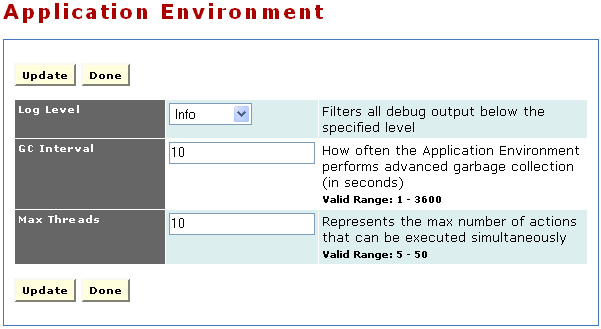 Application Environment
Update Done
Log Level Info Filters all debug output below the
specified level
GC Interval 10 How often the Application Environment
performs advanced garbage collection
(in seconds)
Valid Range: 1 - 3600
Max Threads 10 Represents the max number of actions
that can be executed simultaneously
Valid Range: 5 - 50
Update Done